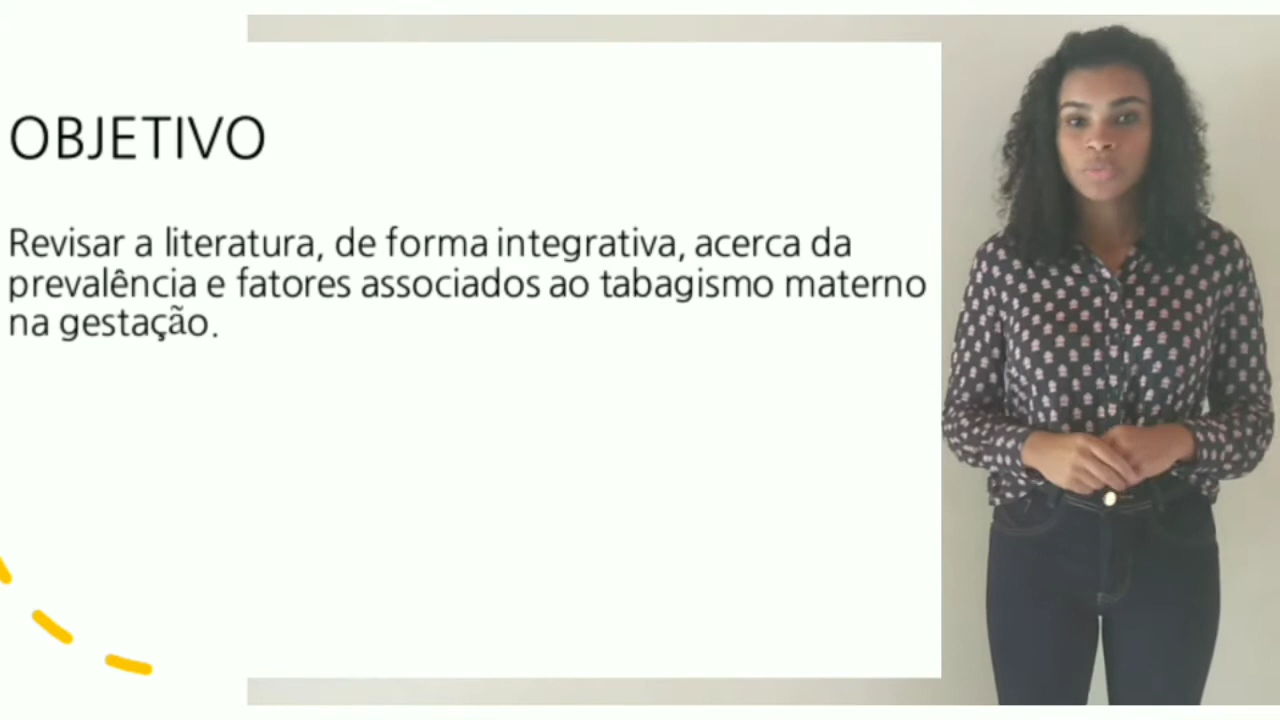 OBJETIVO
Revisar a literatura, de forma integrativa, acerca da
prevalência e fatores associados ao tabagismo materno
na gestação.